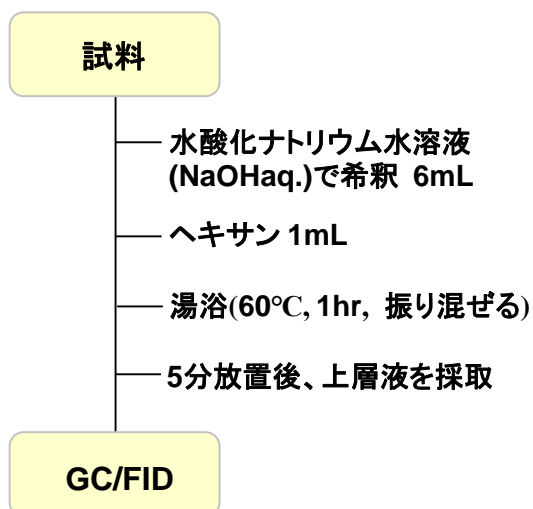 試料
水酸化ナトリウム水溶液
(NaOHaq.)で希釈 6mL
ヘキサン 1mL
湯浴(60℃, 1hr, 振り混ぜる)
5分放置後、上層液を採取
GC/FID